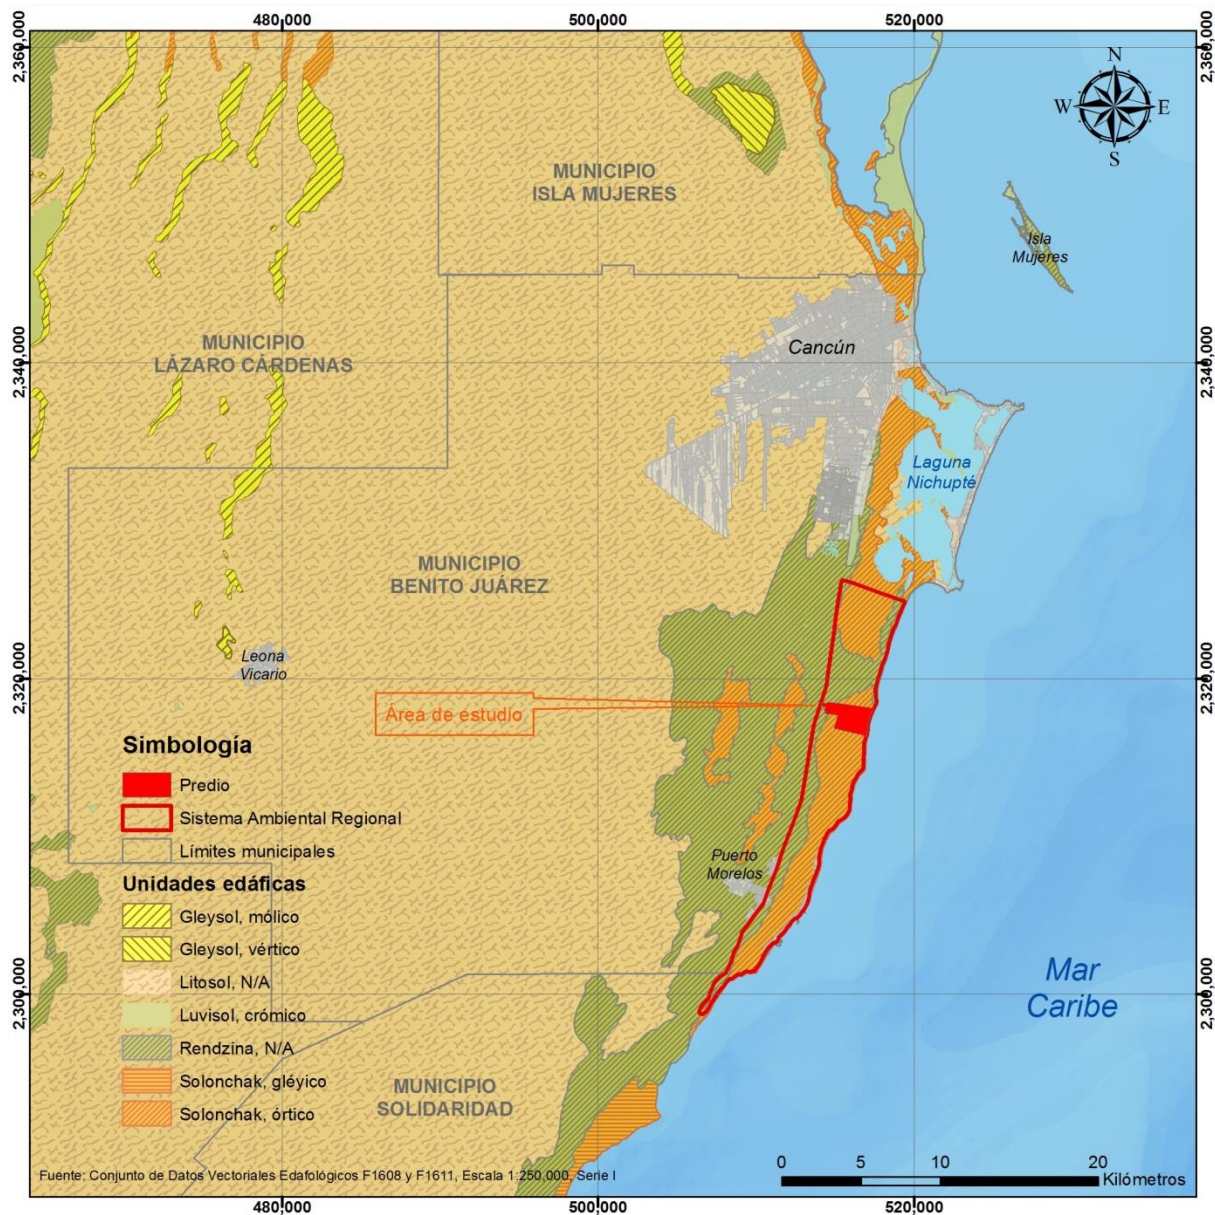 480,000
500,000
520,000
2,360,000
2,360,000
N
W
E
S
MUNICIPIO
ISLA MUJERES
Isla
Mujeres
MUNICIPIO
LÁZARO CÁRDENAS
Cancún
2,340,000
2,340,000
Laguna
Nichupté
MUNICIPIO
BENITO JUÁREZ
Leona
Vicario
2,320,000
2,320,000
Área de estudio
Simbología
Predio
Sistema Ambiental Regional
Límites municipales
Unidades edáficas
Gleysol, mólico
Gleysol, vértico
Litosol, N/A
Luvisol, crómico
Rendzina, N/A
Solonchak, gléyico
Solonchak, órtico
Puerto
Morelos
Mar
Caribe
2,300,000
2,300,000
MUNICIPIO
SOLIDARIDAD
Fuente: Conjunto de Datos Vectoriales Edafológicos F1608 y F1611, Escala 1:250,000, Serie I
0
5
10
20
Kilómetros
480,000
500,000
520,000